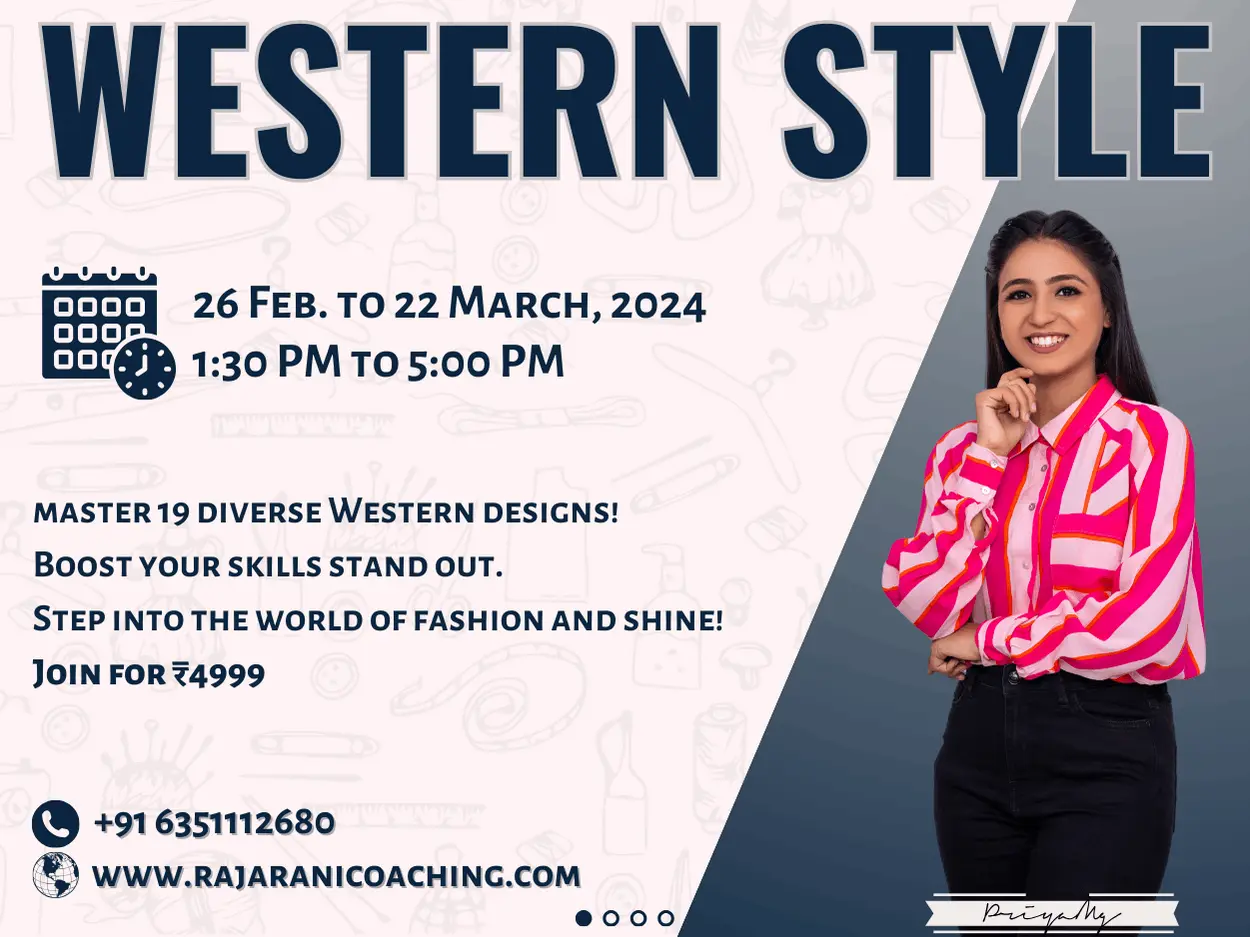 WESTERN STYLE
26 Feb. to 22 March, 2024
1:30 PM to 5:00 PM
master 19 diverse Western designs!
Boost your skills stand out.
Step into the world of fashion and shine!
Join for ₹4999
+91 6351112680
www.rajaranicoaching.com